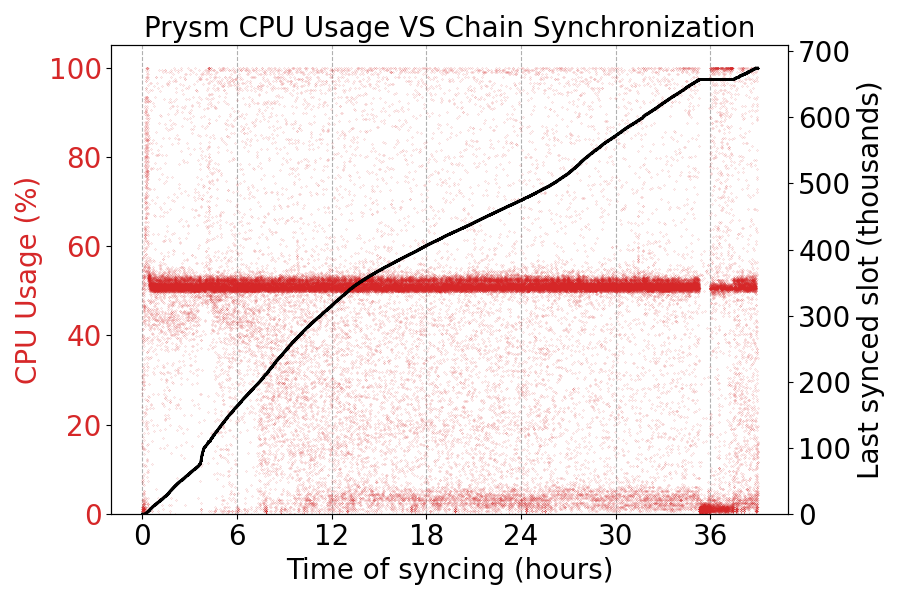 Prysm CPU Usage VS Chain Synchronization
CPU Usage (%)
100
80
60
40
20
0
700
600
500
400
300
200
100
0
Last synced slot (thousands)
0 6 12 18 24 30 36
Time of syncing (hours)